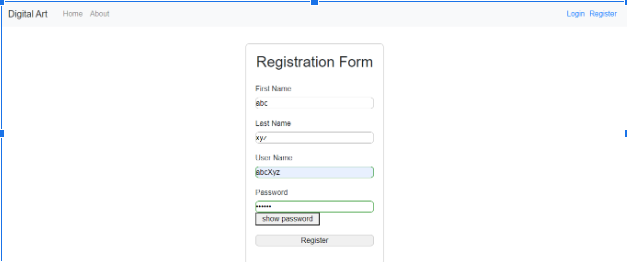 Digital Art Home About Login Register
Registration Form
First Name
abc
Last Name
xyz
User Name
abcXyz
Password
••••••
show password
Register